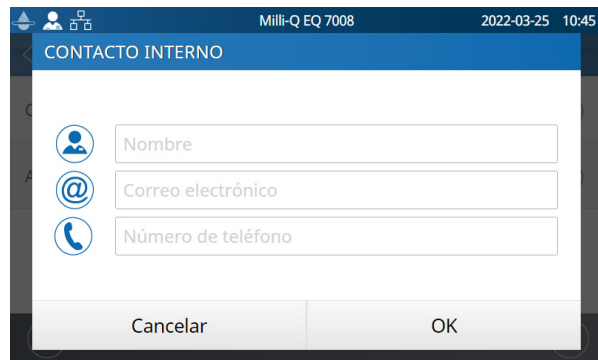 Milli-Q EQ 7008 2022-03-25 10:45
CONTACTO INTERNO
Nombre
@ Correo electrónico
Número de teléfono
Cancelar OK